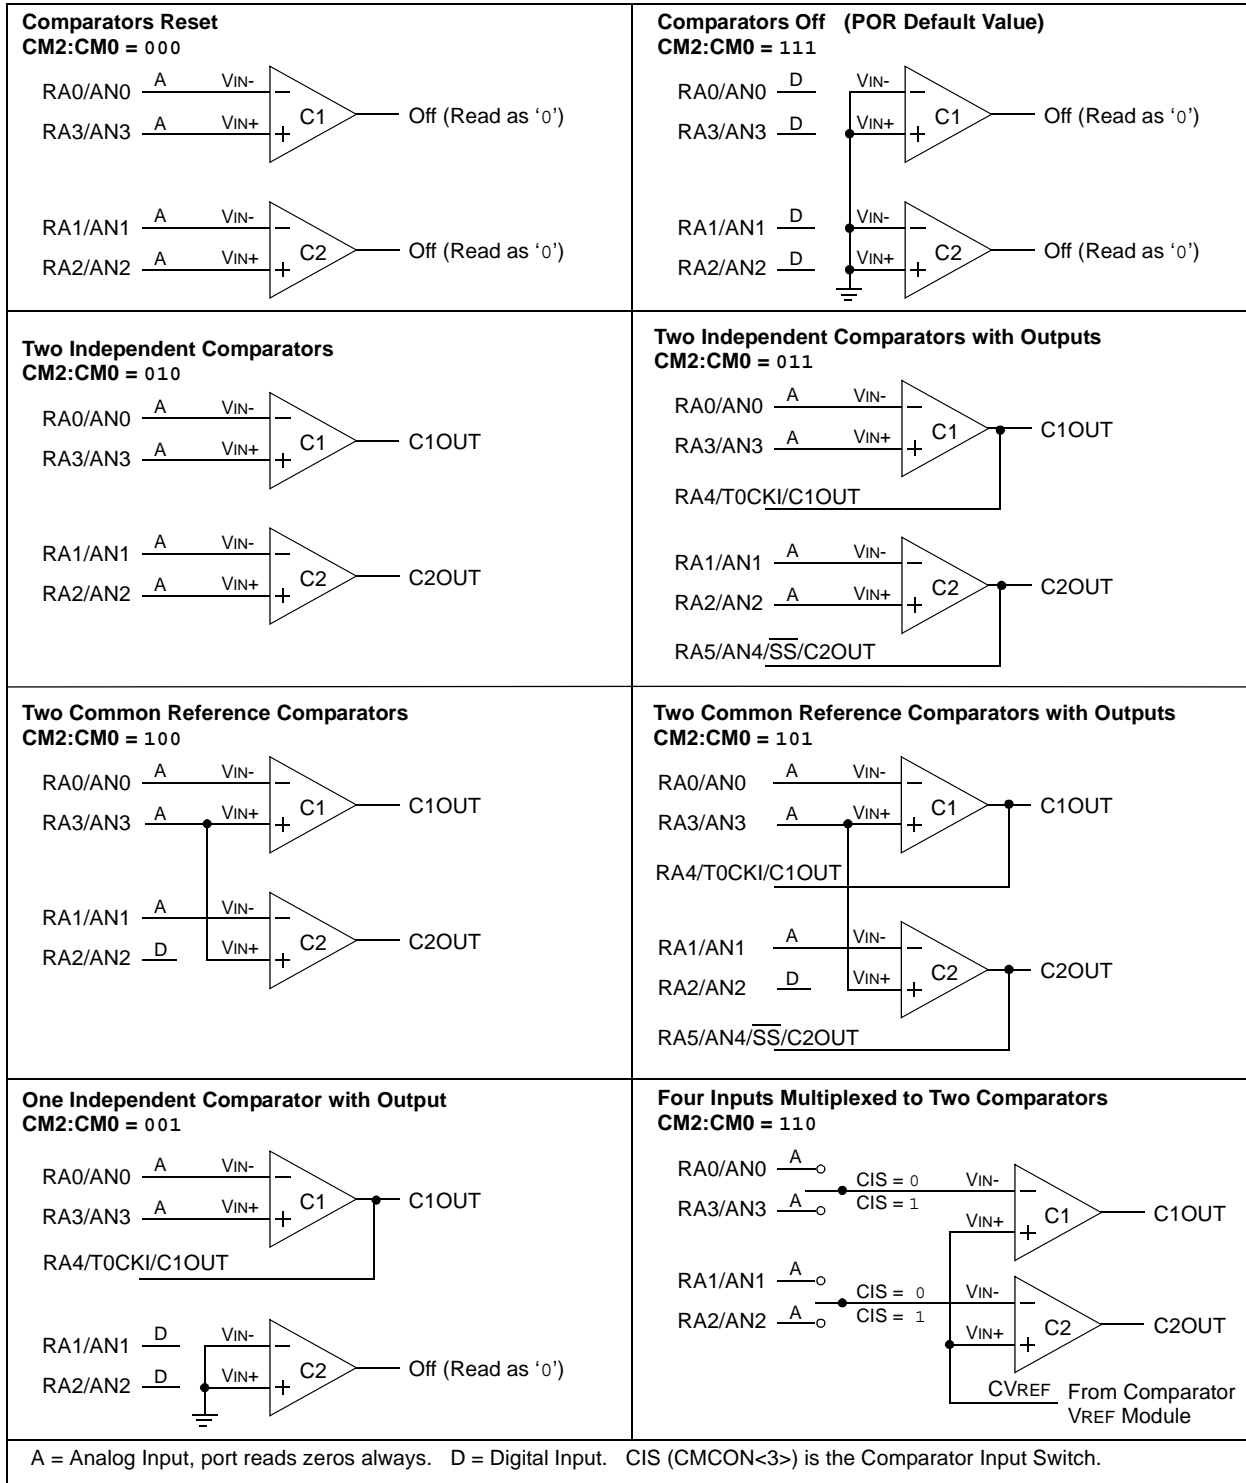 Comparators Reset
CM2:CM0 = 000
RA0/AN0 A VIN-
RA3/AN3 A VIN+
C1
Off (Read as ‘0’)
RA1/AN1 A VIN-
RA2/AN2 A VIN+
C2
Off (Read as ‘0’)
Comparators Off (POR Default Value)
CM2:CM0 = 111
RA0/AN0 D VIN-
RA3/AN3 D VIN+
C1
Off (Read as ‘0’)
RA1/AN1 D VIN-
RA2/AN2 D VIN+
C2
Off (Read as ‘0’)
Two Independent Comparators
CM2:CM0 = 010
RA0/AN0 A VIN-
RA3/AN3 A VIN+
C1
C1OUT
RA1/AN1 A VIN-
RA2/AN2 A VIN+
C2
C2OUT
Two Independent Comparators with Outputs
CM2:CM0 = 011
RA0/AN0 A VIN-
RA3/AN3 A VIN+
C1
C1OUT
RA4/T0CKI/C1OUT
RA1/AN1 A VIN-
RA2/AN2 A VIN+
C2
C2OUT
RA5/AN4/S̅S̅/C2OUT
Two Common Reference Comparators
CM2:CM0 = 100
RA0/AN0 A VIN-
RA3/AN3 A VIN+
C1
C1OUT
RA1/AN1 A VIN-
RA2/AN2 D VIN+
C2
C2OUT
Two Common Reference Comparators with Outputs
CM2:CM0 = 101
RA0/AN0 A VIN-
RA3/AN3 A VIN+
C1
C1OUT
RA4/T0CKI/C1OUT
RA1/AN1 A VIN-
RA2/AN2 D VIN+
C2
C2OUT
RA5/AN4/S̅S̅/C2OUT
One Independent Comparator with Output
CM2:CM0 = 001
RA0/AN0 A VIN-
RA3/AN3 A VIN+
C1
C1OUT
RA4/T0CKI/C1OUT
RA1/AN1 D VIN-
RA2/AN2 D VIN+
C2
Off (Read as ‘0’)
Four Inputs Multiplexed to Two Comparators
CM2:CM0 = 110
RA0/AN0 A
CIS = 0 VIN-
RA3/AN3 A CIS = 1
VIN+
C1
C1OUT
RA1/AN1 A
CIS = 0 VIN-
RA2/AN2 A CIS = 1
VIN+
C2
C2OUT
CVREF From Comparator
VREF Module
A = Analog Input, port reads zeros always. D = Digital Input. CIS (CMCON<3>) is the Comparator Input Switch.